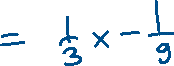 = 1/3 × - 1/9